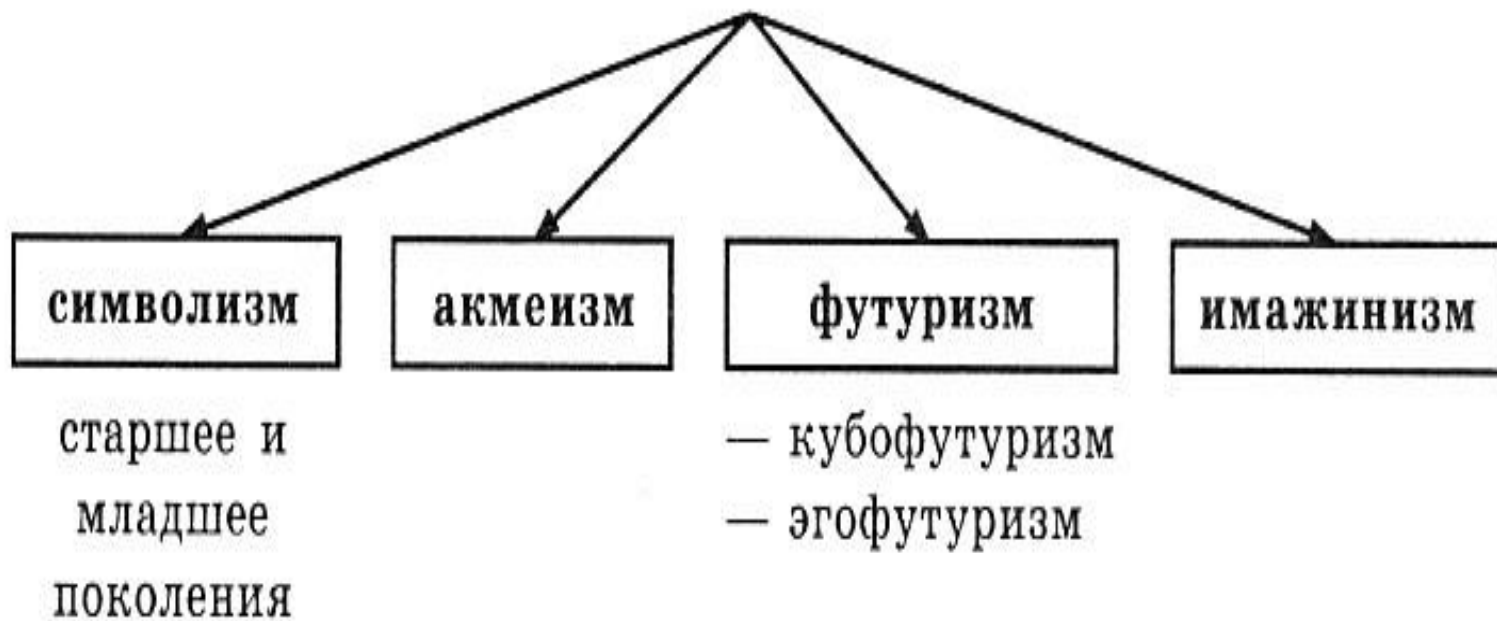 символизм
акмеизм
футуризм
имажинизм
старшее и
младшее
поколения
— кубофутуризм
— эгофутуризм